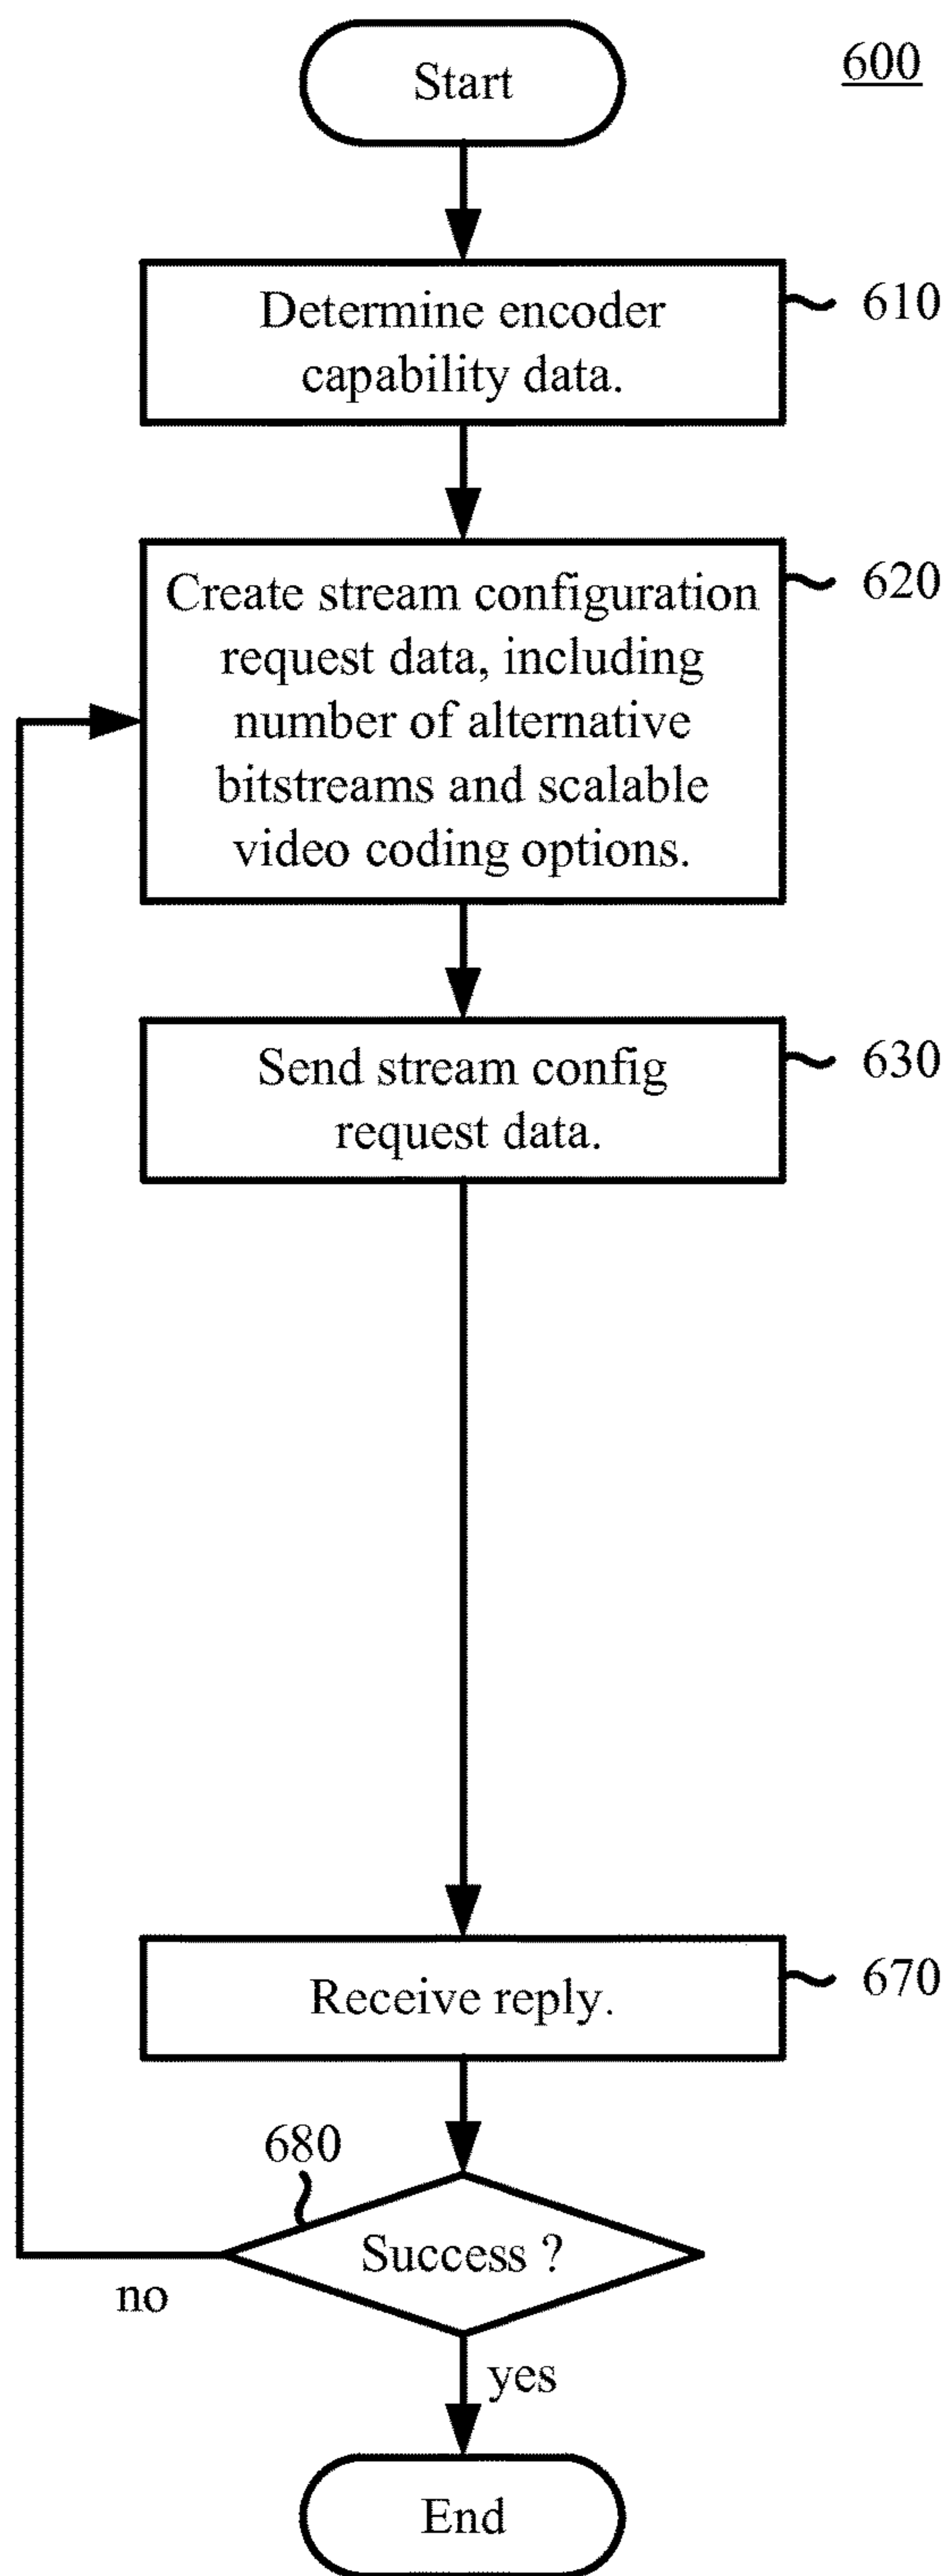 600
Start
Determine encoder
capability data.
610
Create stream configuration
request data, including
number of alternative
bitstreams and scalable
video coding options.
620
Send stream config
request data.
630
Receive reply.
670
680
Success ?
no
yes
End